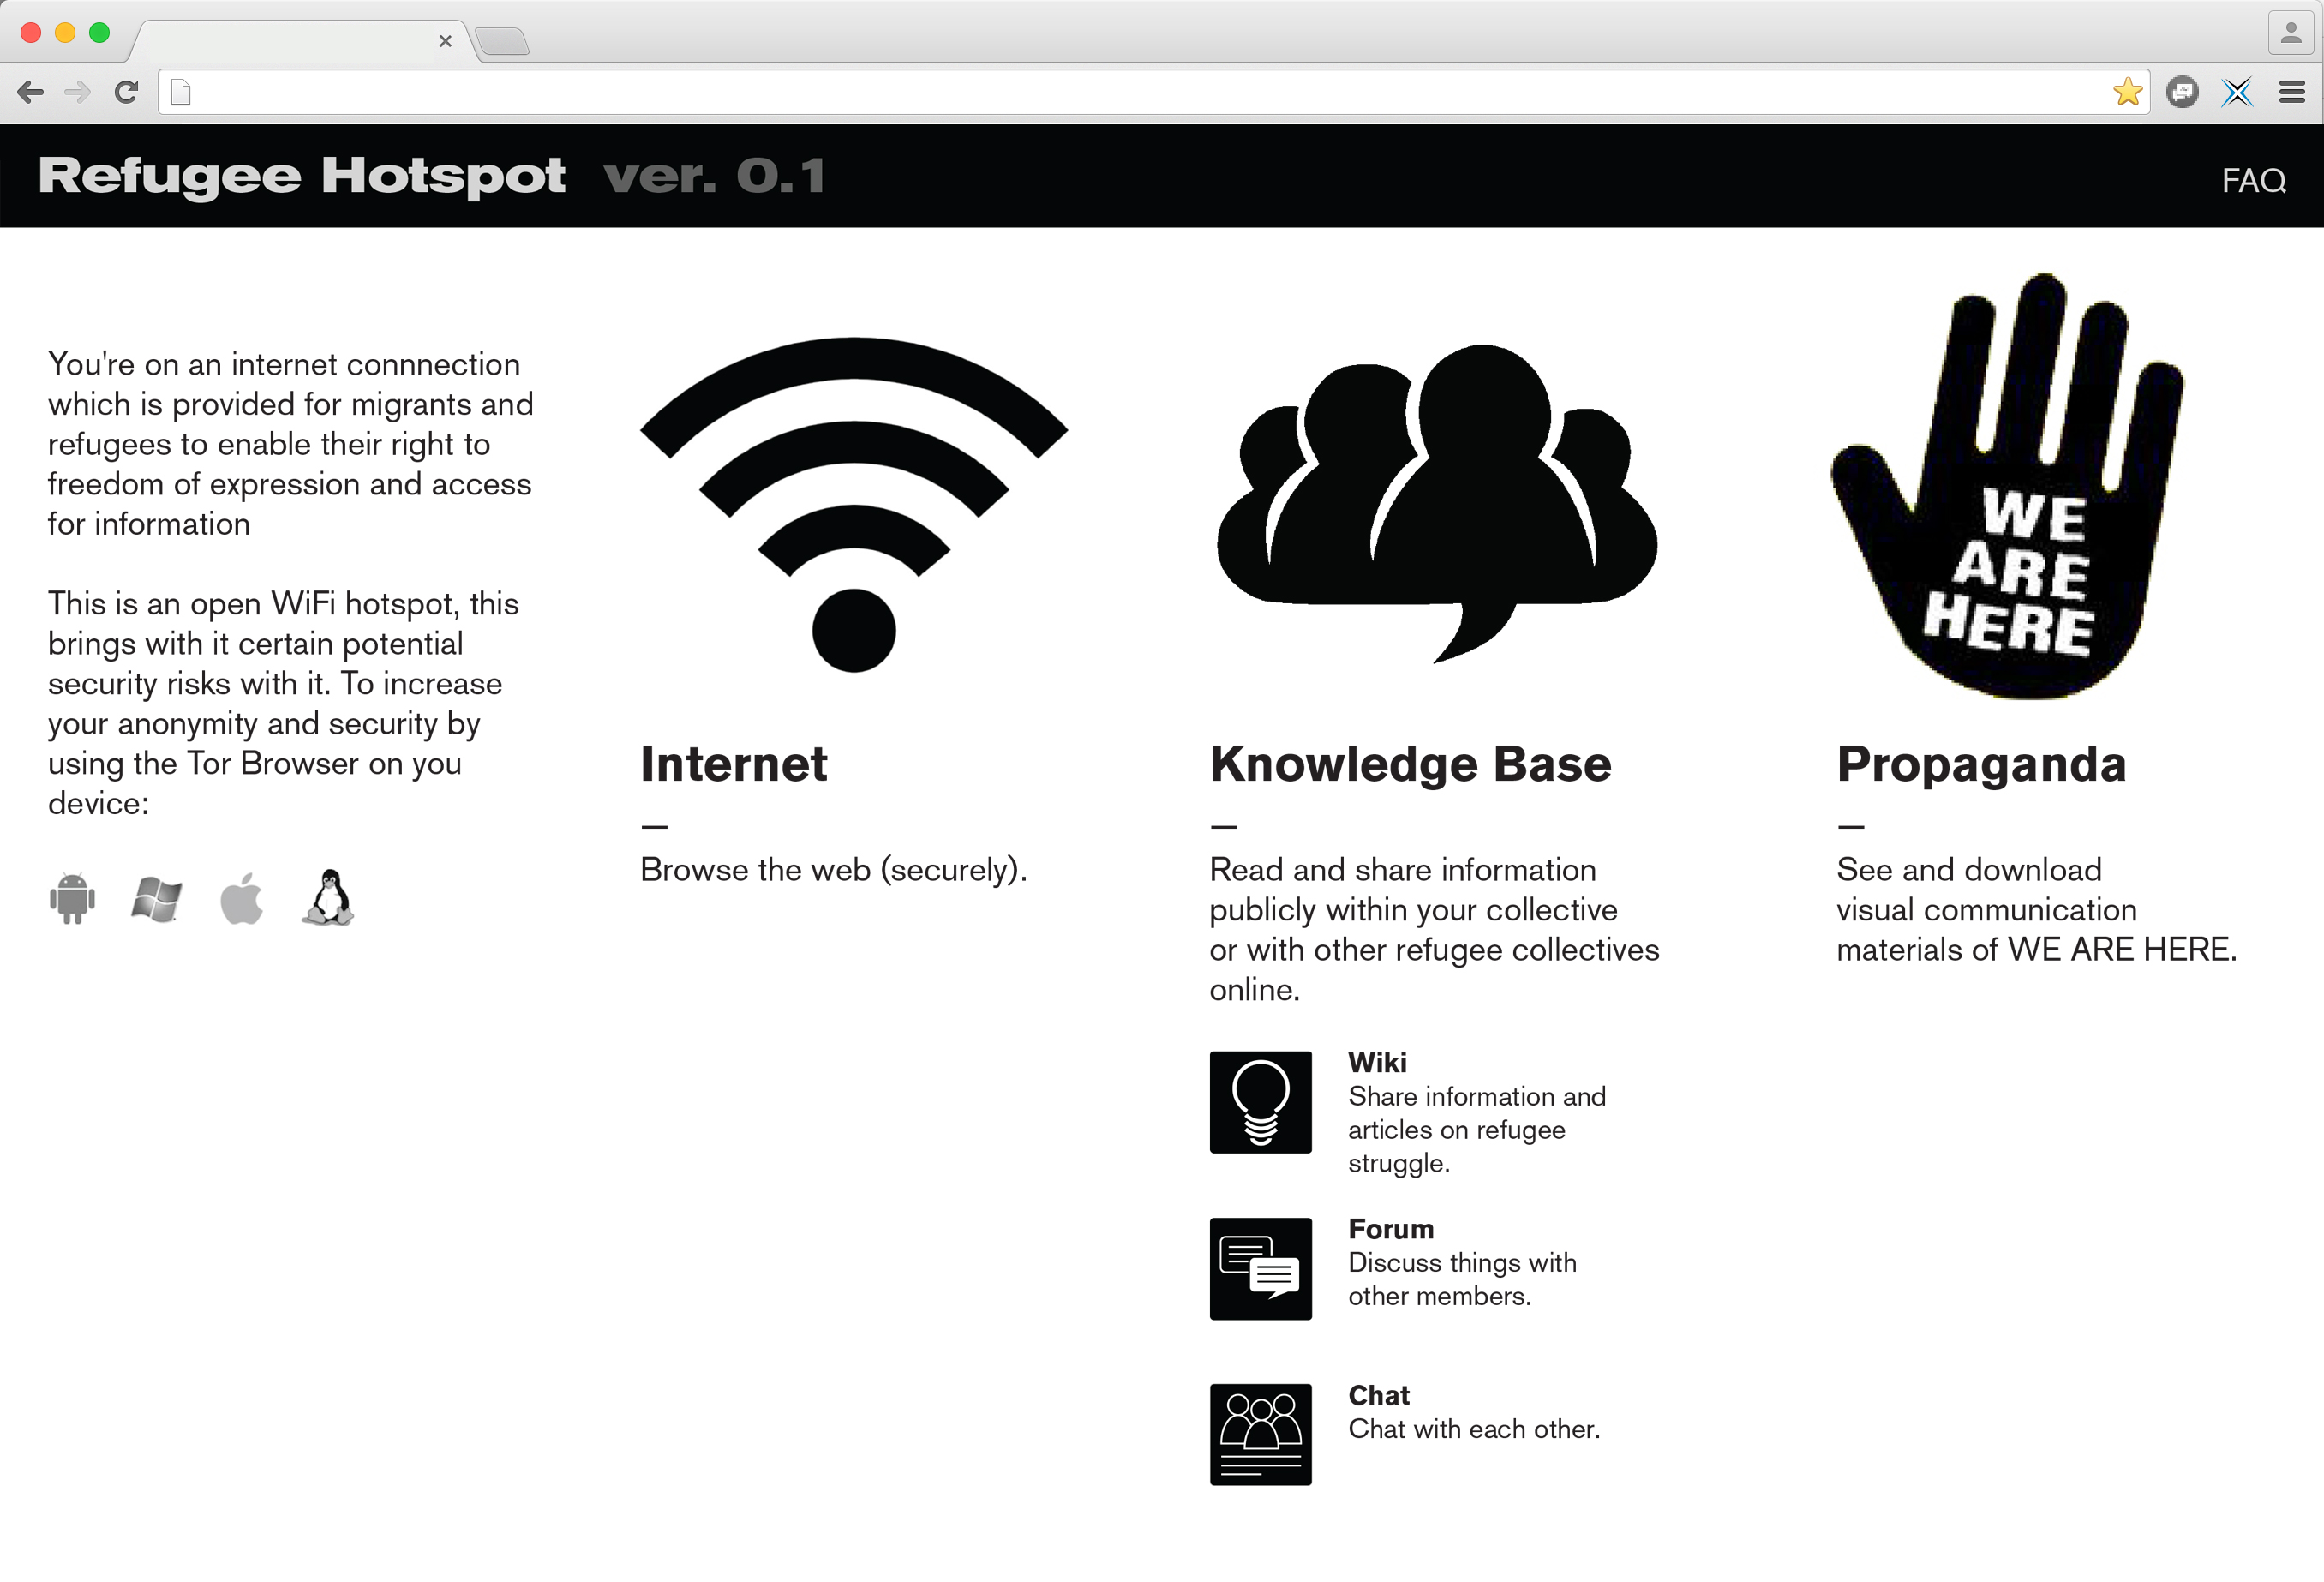 Refugee Hotspot ver. 0.1
FAQ
You're on an internet connnection
which is provided for migrants and
refugees to enable their right to
freedom of expression and access
for information
This is an open WiFi hotspot, this
brings with it certain potential
security risks with it. To increase
your anonymity and security by
using the Tor Browser on you
device:
Internet
—
Browse the web (securely).
Knowledge Base
—
Read and share information
publicly within your collective
or with other refugee collectives
online.
Wiki
Share information and
articles on refugee
struggle.
Forum
Discuss things with
other members.
Chat
Chat with each other.
WE
ARE
HERE
Propaganda
—
See and download
visual communication
materials of WE ARE HERE.